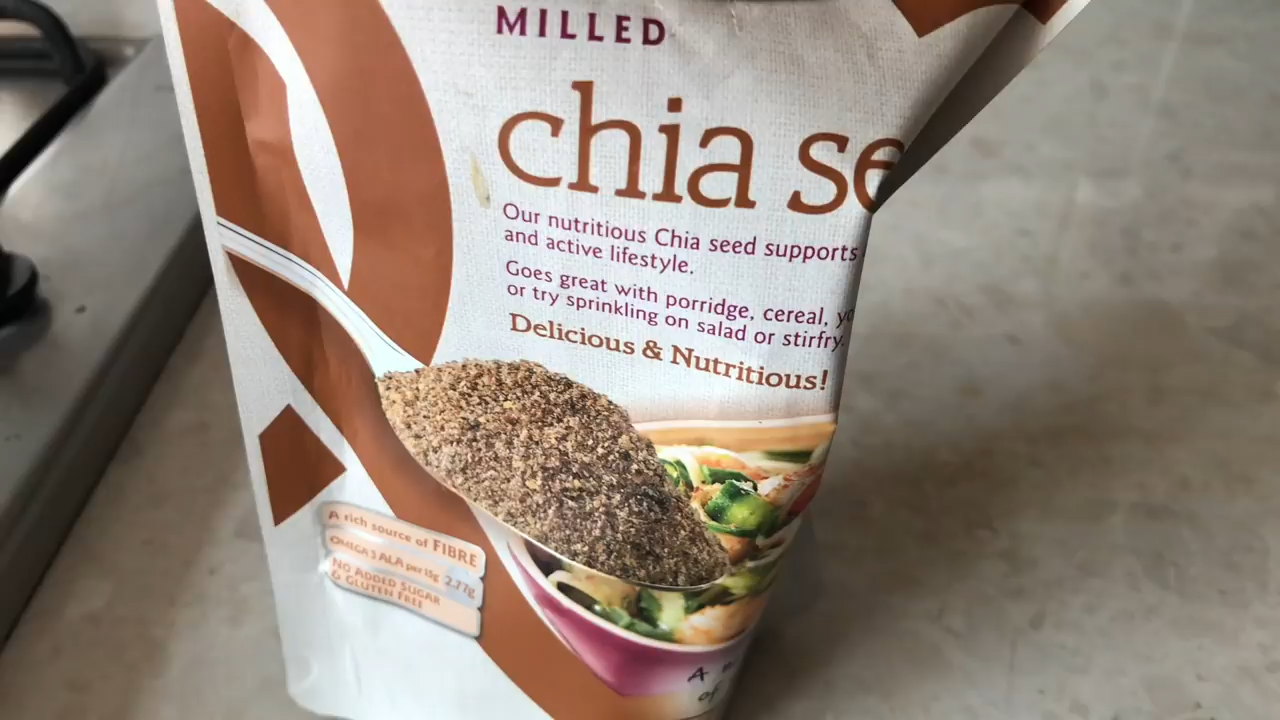 MILLED
chia se
Our nutritious Chia seed supports
and active lifestyle.
Goes great with porridge, cereal, yo
or try sprinkling on salad or stirfry.
Delicious & Nutritious!
A rich source of FIBRE
OMEGA 3 ALA per 15g 2.77g
NO ADDED SUGAR
& GLUTEN FREE
A
of